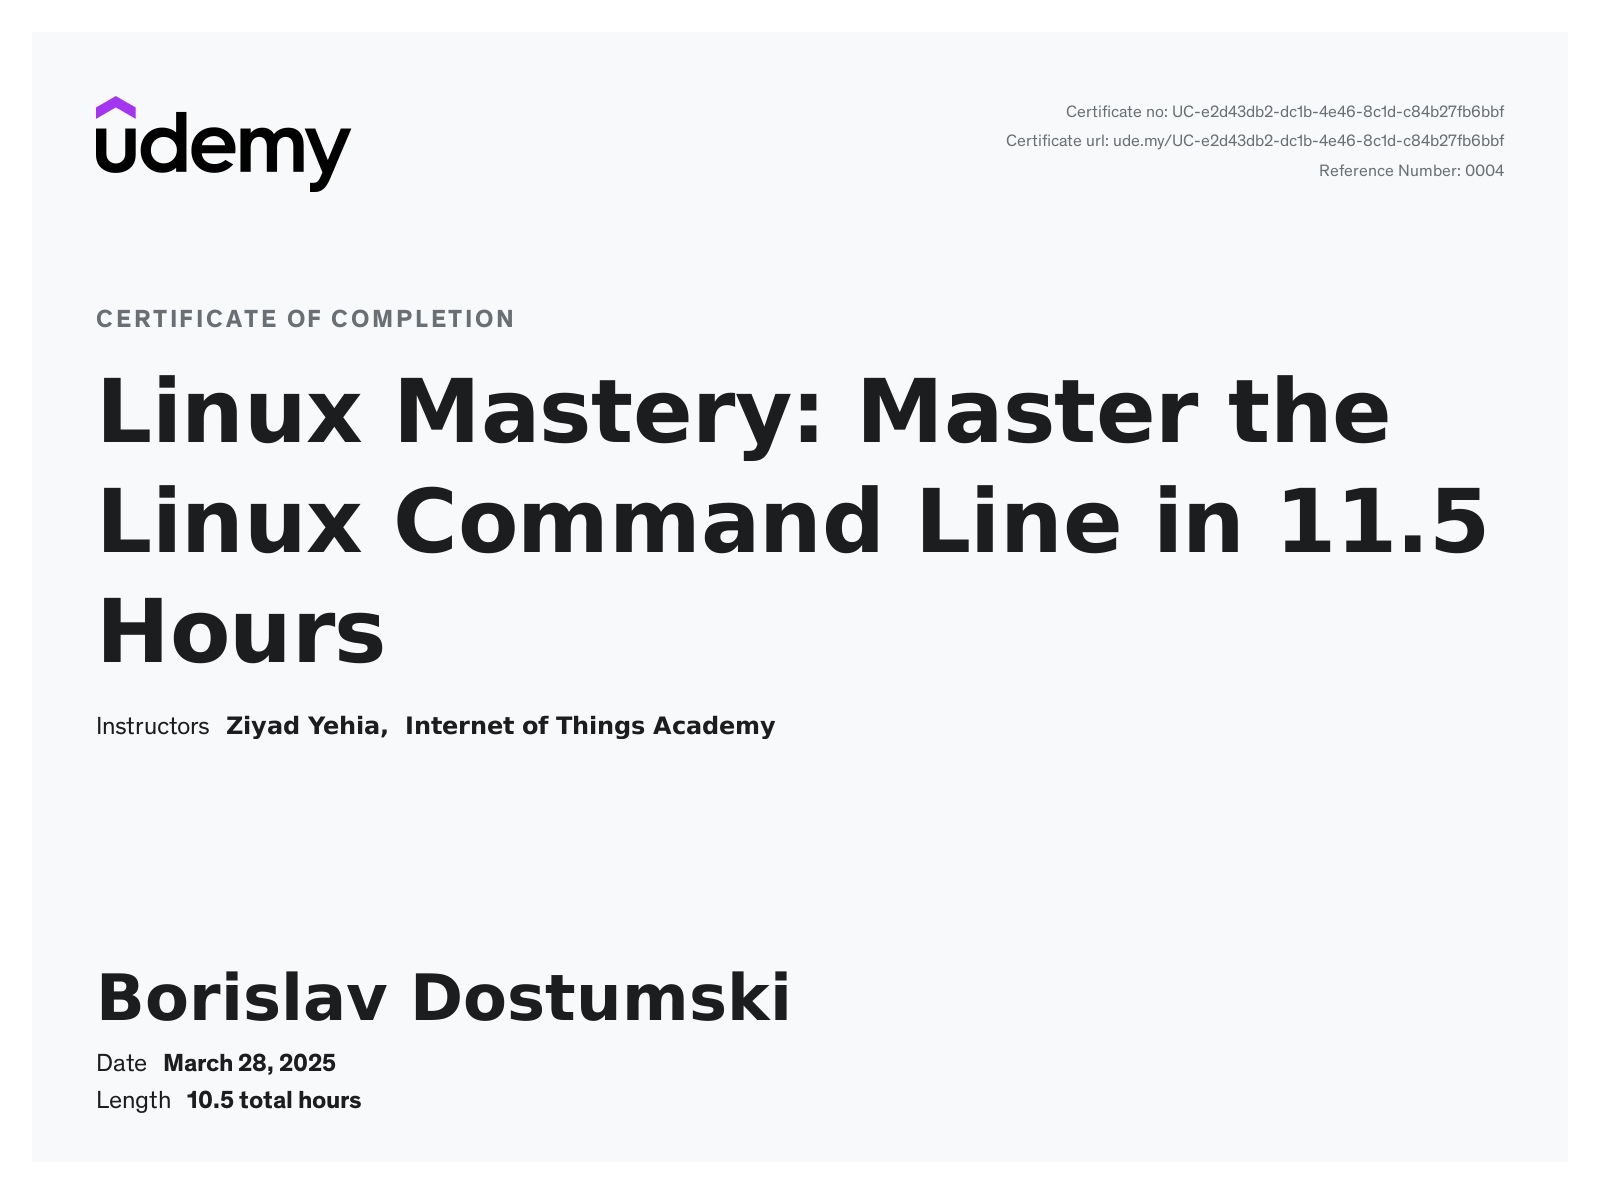 udemy
Certificate no: UC-e2d43db2-dc1b-4e46-8c1d-c84b27fb6bbf
Certificate url: ude.my/UC-e2d43db2-dc1b-4e46-8c1d-c84b27fb6bbf
Reference Number: 0004
CERTIFICATE OF COMPLETION
Linux Mastery: Master the
Linux Command Line in 11.5
Hours
Instructors Ziyad Yehia, Internet of Things Academy
Borislav Dostumski
Date March 28, 2025
Length 10.5 total hours